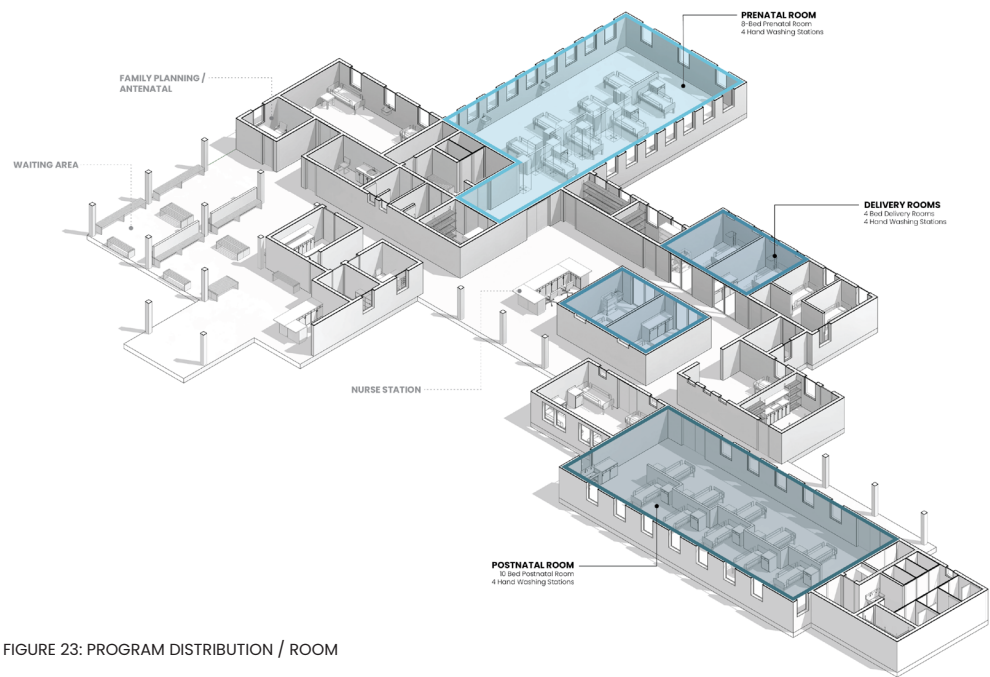 PRENATAL ROOM
8-Bed Prenatal Room
4 Hand Washing Stations
FAMILY PLANNING /
ANTENATAL
WAITING AREA
DELIVERY ROOMS
4 Bed Delivery Rooms
4 Hand Washing Stations
NURSE STATION
POSTNATAL ROOM
10 Bed Postnatal Room
4 Hand Washing Stations
FIGURE 23: PROGRAM DISTRIBUTION / ROOM